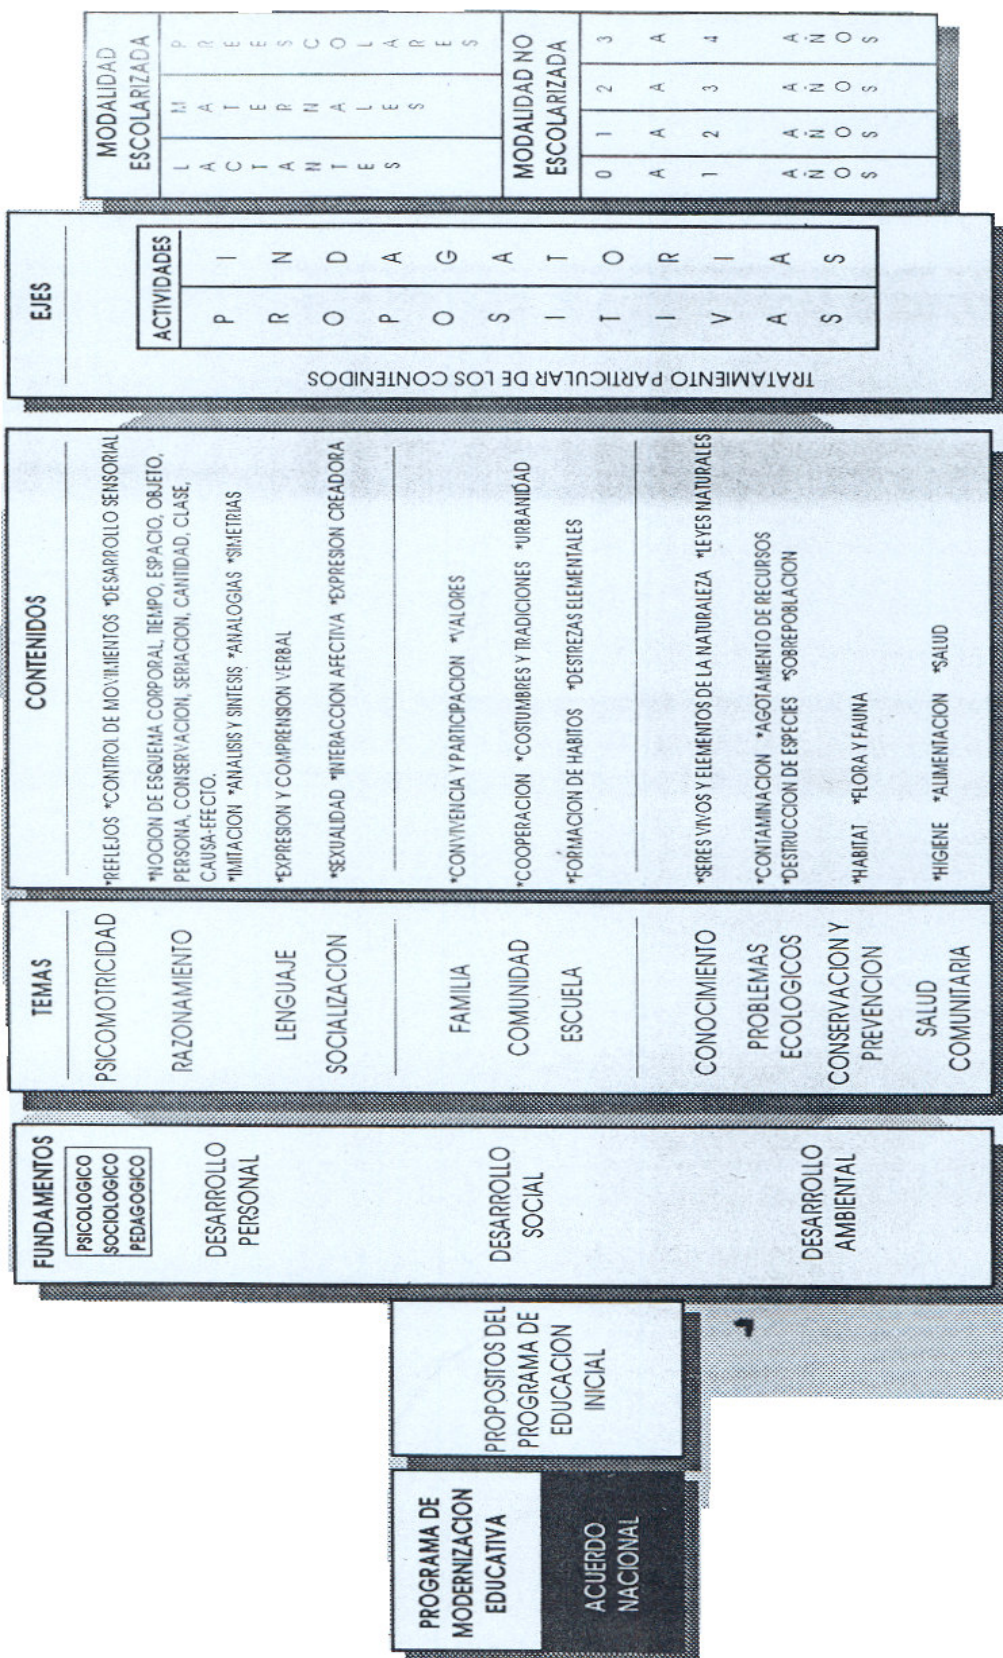 PROGRAMA DE
MODERNIZACION
EDUCATIVA
ACUERDO
NACIONAL
PROPOSITOS DEL
PROGRAMA DE
EDUCACION
INICIAL
FUNDAMENTOS
PSICOLOGICO
SOCIOLOGICO
PEDAGOGICO
DESARROLLO
PERSONAL
DESARROLLO
SOCIAL
DESARROLLO
AMBIENTAL
TEMAS
PSICOMOTRICIDAD
RAZONAMIENTO
LENGUAJE
SOCIALIZACION
FAMILIA
COMUNIDAD
ESCUELA
CONOCIMIENTO
PROBLEMAS
ECOLOGICOS
CONSERVACION Y
PREVENCION
SALUD
COMUNITARIA
CONTENIDOS
*REFLEJOS *CONTROL DE MOVIMIENTOS *DESARROLLO SENSORIAL
*NOCION DE ESQUEMA CORPORAL, TIEMPO, ESPACIO, OBJETO,
PERSONA, CONSERVACION, SERIACION, CANTIDAD, CLASE,
CAUSA-EFECTO.
*IMITACION *ANALISIS Y SINTESIS *ANALOGIAS *SIMETRIAS
*EXPRESION Y COMPRENSION VERBAL
*SEXUALIDAD *INTERACCION AFECTIVA *EXPRESION CREADORA
*CONVIVENCIA Y PARTICIPACION *VALORES
*COOPERACION *COSTUMBRES Y TRADICIONES *URBANIDAD
*FORMACION DE HABITOS *DESTREZAS ELEMENTALES
*SERES VIVOS Y ELEMENTOS DE LA NATURALEZA *LEYES NATURALES
*CONTAMINACION *AGOTAMIENTO DE RECURSOS
*DESTRUCCION DE ESPECIES *SOBREPOBLACION
*HABITAT *FLORA Y FAUNA
*HIGIENE *ALIMENTACION *SALUD
EJES
TRATAMIENTO PARTICULAR DE LOS CONTENIDOS
ACTIVIDADES
PROPOSITIVAS
INDAGATORIAS
MODALIDAD
ESCOLARIZADA
LACTANTES
MATERNALES
PREESCOLARES
MODALIDAD NO
ESCOLARIZADA
0 A 1 AÑOS
1 A 2 AÑOS
2 A 3 AÑOS
3 A 4 AÑOS